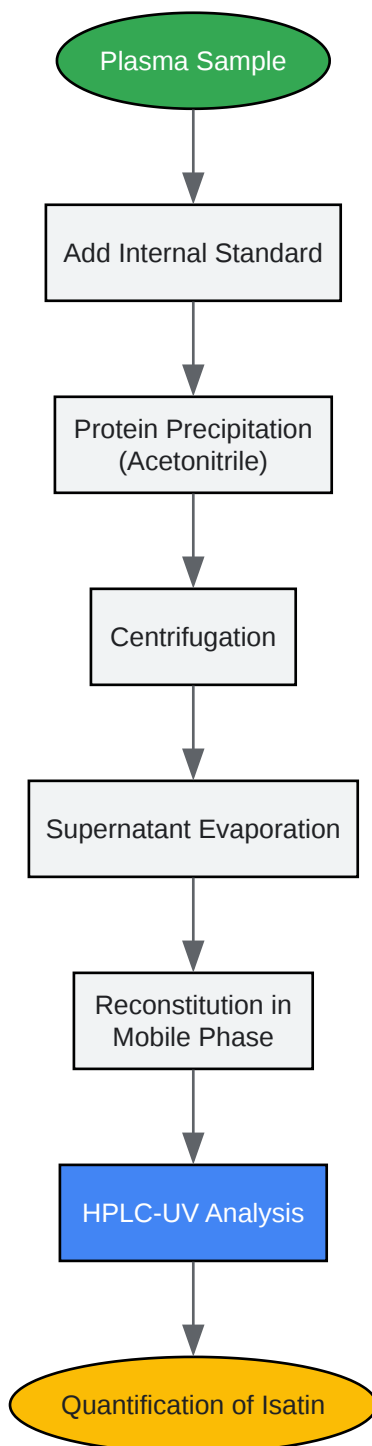 Plasma Sample
Add Internal Standard
Protein Precipitation
(Acetonitrile)
Centrifugation
Supernatant Evaporation
Reconstitution in
Mobile Phase
HPLC-UV Analysis
Quantification of Isatin